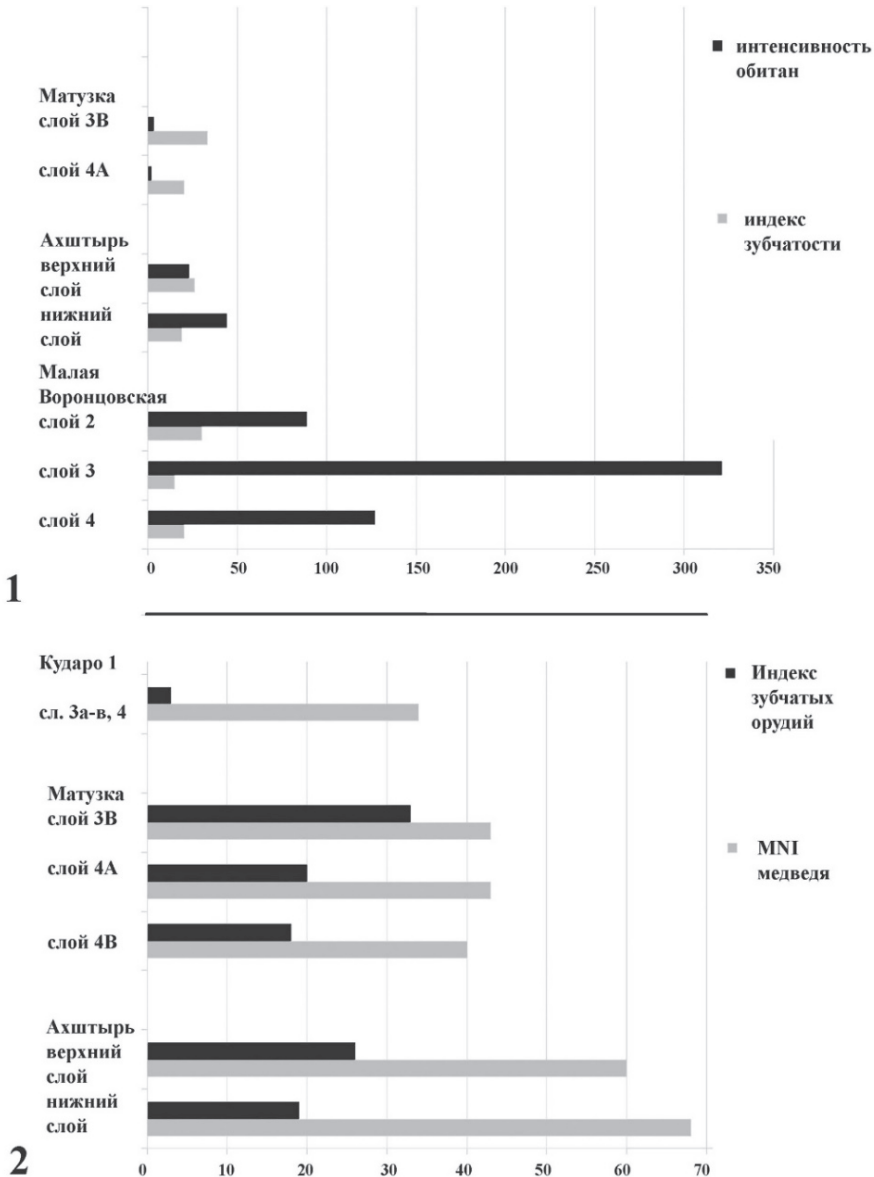 интенсивность
обитан
Матузка
слой 3В
слой 4А
индекс
зубчатости
Ахштырь
верхний
слой
нижний
слой
Малая
Воронцовская
слой 2
слой 3
слой 4
0 50 100 150 200 250 300 350
1
Кударо 1
сл. 3а-в, 4
Индекс
зубчатых
орудий
Матузка
слой 3В
слой 4А
слой 4В
MNI
медведя
Ахштырь
верхний
слой
нижний
слой
0 10 20 30 40 50 60 70
2